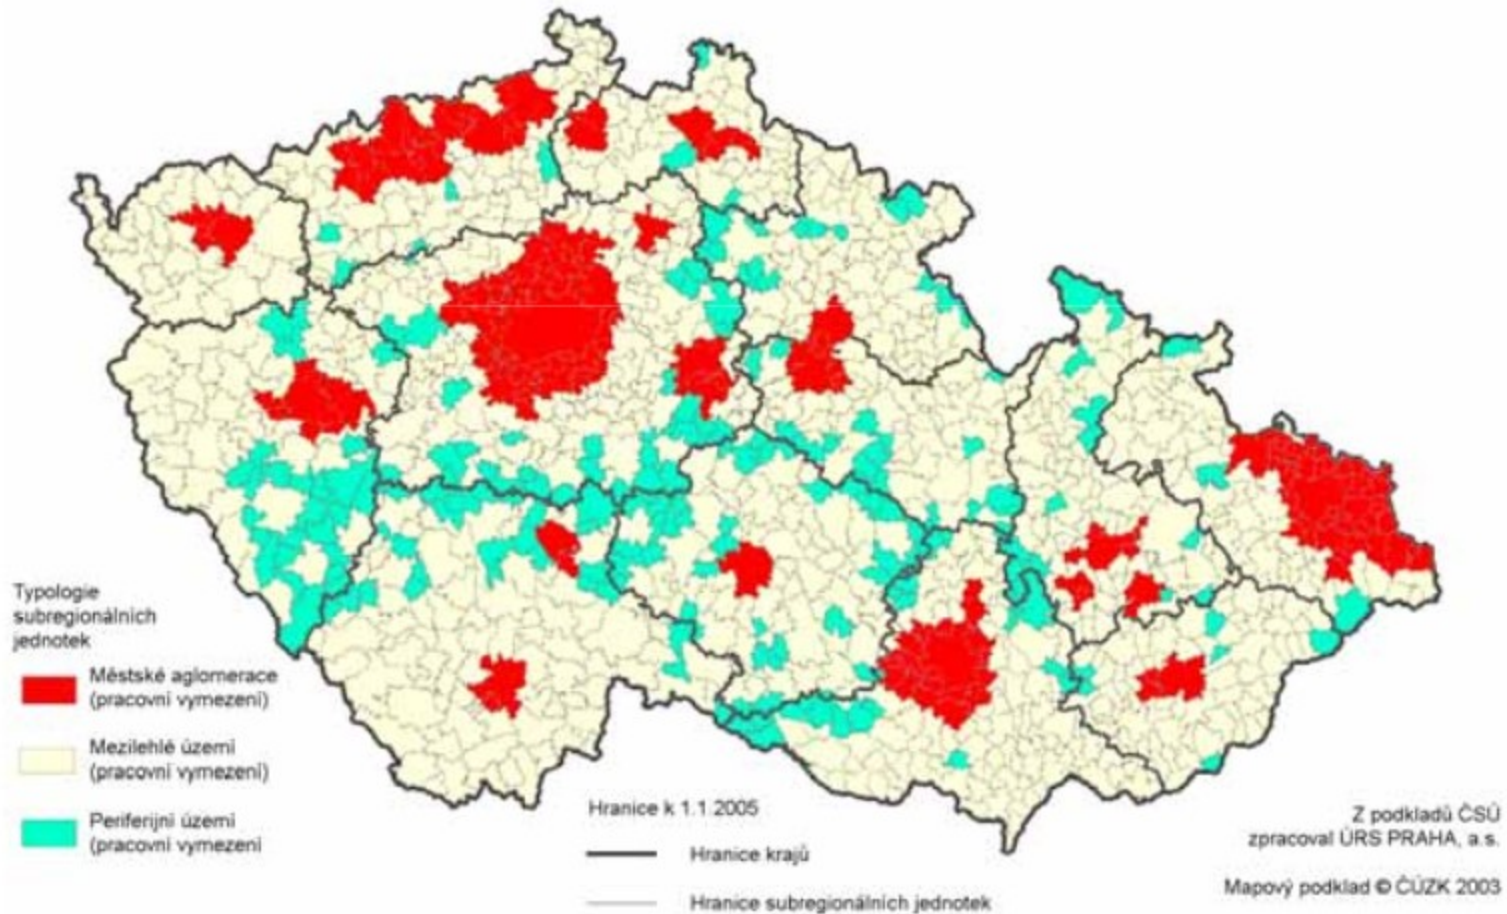 Typologie
subregionálních
jednotek
Městské aglomerace
(pracovní vymezení)
Mezilehlé území
(pracovní vymezení)
Periferijní území
(pracovní vymezení
Hranice k 1.1.2005
Hranice krajů
Hranice subregionálních jednotek
Z podkladů ČSÚ
zpracoval ÚRS PRAHA, a.s.
Mapový podklad © ČÚZK 2003